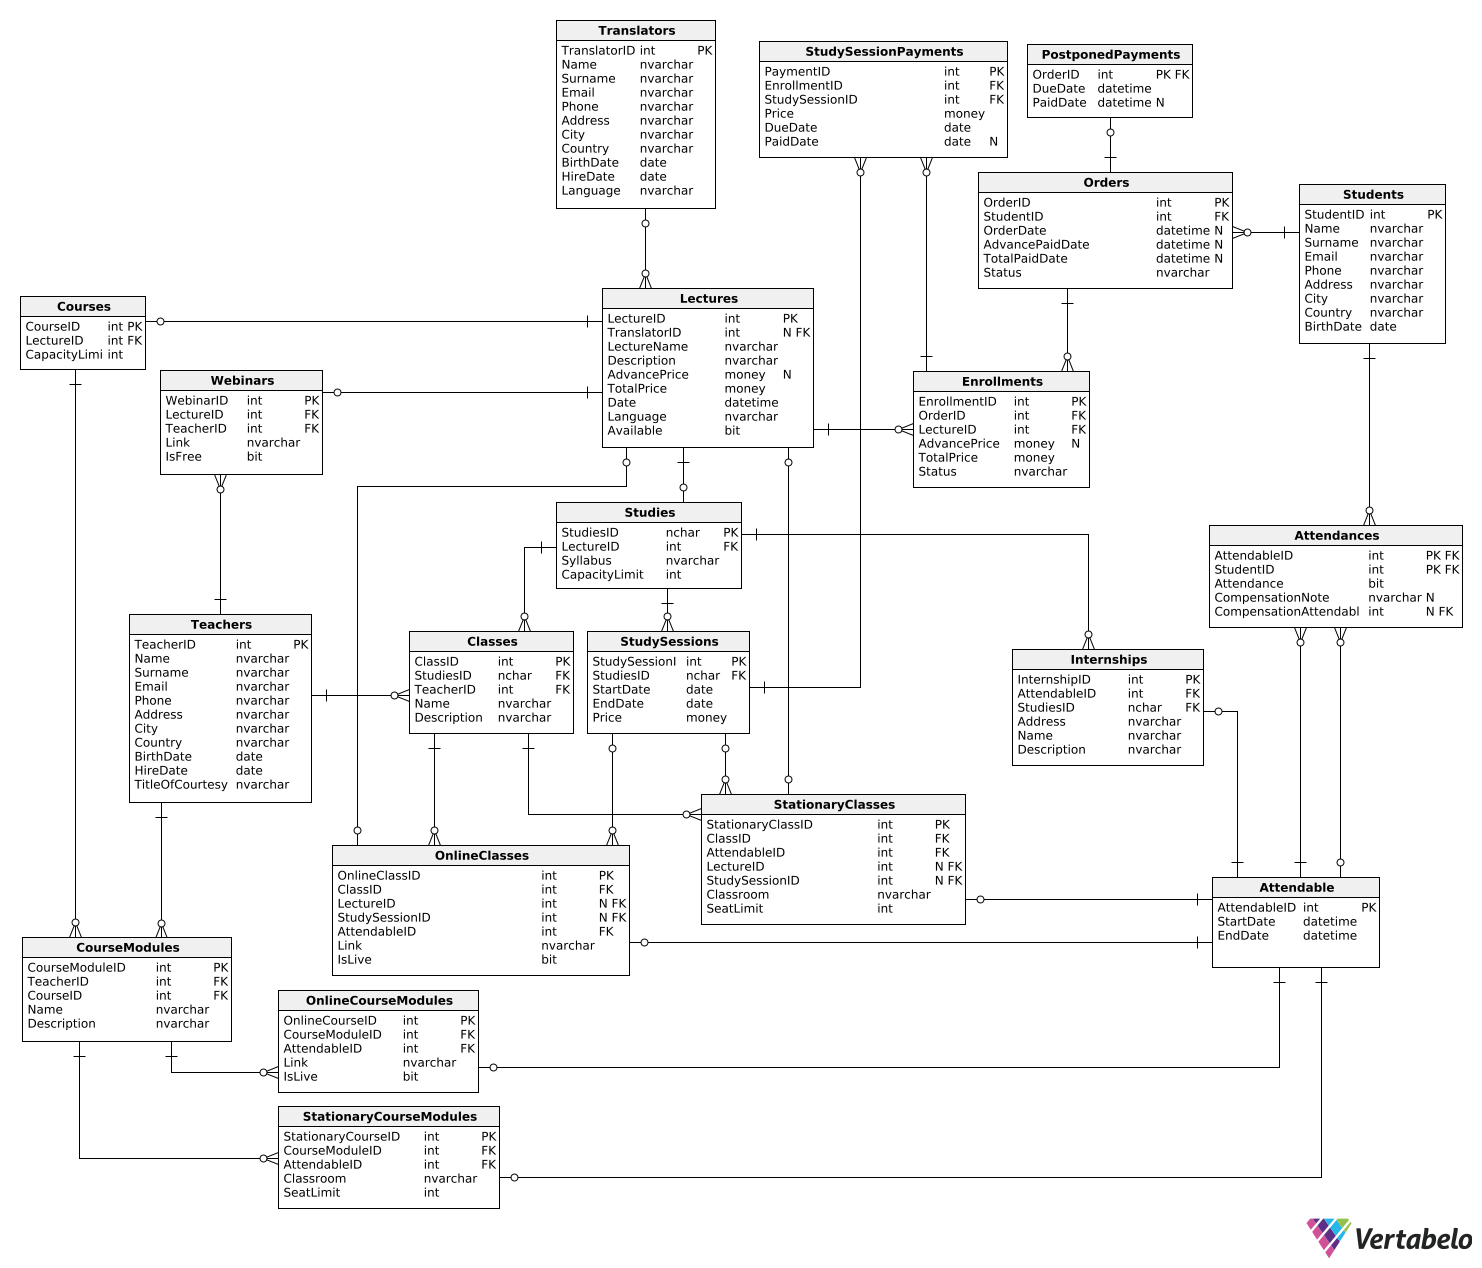 Translators
TranslatorID int PK
Name nvarchar
Surname nvarchar
Email nvarchar
Phone nvarchar
Address nvarchar
City nvarchar
Country nvarchar
BirthDate date
HireDate date
Language nvarchar
StudySessionPayments
PaymentID int PK
EnrollmentID int FK
StudySessionID int FK
Price money
DueDate date
PaidDate date N
PostponedPayments
OrderID int PK FK
DueDate datetime
PaidDate datetime N
Orders
OrderID int PK
StudentID int FK
OrderDate datetime N
AdvancePaidDate datetime N
TotalPaidDate datetime N
Status nvarchar
Students
StudentID int PK
Name nvarchar
Surname nvarchar
Email nvarchar
Phone nvarchar
Address nvarchar
City nvarchar
Country nvarchar
BirthDate date
Courses
CourseID int PK
LectureID int FK
CapacityLimi int
Lectures
LectureID int PK
TranslatorID int N FK
LectureName nvarchar
Description nvarchar
AdvancePrice money N
TotalPrice money
Date datetime
Language nvarchar
Available bit
Webinars
WebinarID int PK
LectureID int FK
TeacherID int FK
Link nvarchar
IsFree bit
Enrollments
EnrollmentID int PK
OrderID int FK
LectureID int FK
AdvancePrice money N
TotalPrice money
Status nvarchar
Studies
StudiesID nchar PK
LectureID int FK
Syllabus nvarchar
CapacityLimit int
Attendances
AttendableID int PK FK
StudentID int PK FK
Attendance bit
CompensationNote nvarchar N
CompensationAttendabl int N FK
Teachers
TeacherID int PK
Name nvarchar
Surname nvarchar
Email nvarchar
Phone nvarchar
Address nvarchar
City nvarchar
Country nvarchar
BirthDate date
HireDate date
TitleOfCourtesy nvarchar
Classes
ClassID int PK
StudiesID nchar FK
TeacherID int FK
Name nvarchar
Description nvarchar
StudySessions
StudySessionI int PK
StudiesID nchar FK
StartDate date
EndDate date
Price money
Internships
InternshipID int PK
AttendableID int FK
StudiesID nchar FK
Address nvarchar
Name nvarchar
Description nvarchar
StationaryClasses
StationaryClassID int PK
ClassID int FK
AttendableID int FK
LectureID int N FK
StudySessionID int N FK
Classroom nvarchar
SeatLimit int
OnlineClasses
OnlineClassID int PK
ClassID int FK
LectureID int N FK
StudySessionID int N FK
AttendableID int FK
Link nvarchar
IsLive bit
Attendable
AttendableID int PK
StartDate datetime
EndDate datetime
CourseModules
CourseModuleID int PK
TeacherID int FK
CourseID int FK
Name nvarchar
Description nvarchar
OnlineCourseModules
OnlineCourseID int PK
CourseModuleID int FK
AttendableID int FK
Link nvarchar
IsLive bit
StationaryCourseModules
StationaryCourseID int PK
CourseModuleID int FK
AttendableID int FK
Classroom nvarchar
SeatLimit int
Vertabelo